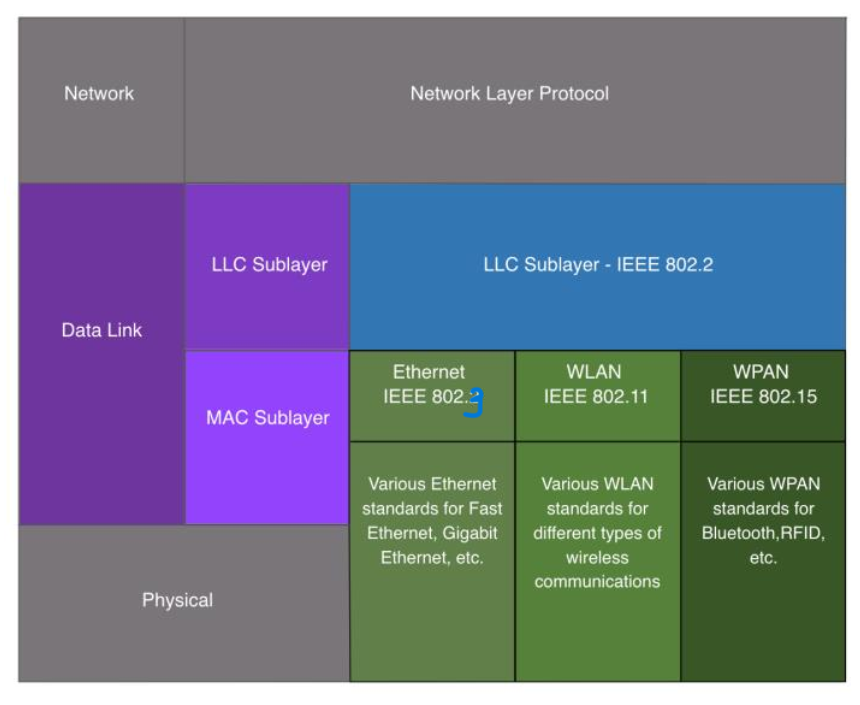 Network
Network Layer Protocol
Data Link
LLC Sublayer
LLC Sublayer - IEEE 802.2
MAC Sublayer
Ethernet
IEEE 802.3
WLAN
IEEE 802.11
WPAN
IEEE 802.15
Various Ethernet
standards for Fast
Ethernet, Gigabit
Ethernet, etc.
Various WLAN
standards for
different types of
wireless
communications
Various WPAN
standards for
Bluetooth,RFID,
etc.
Physical